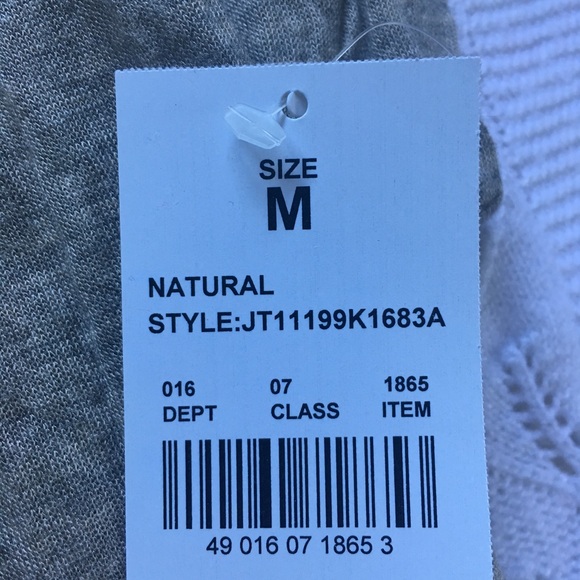 SIZE
M
NATURAL
STYLE:JT11199K1683A
016 07 1865
DEPT CLASS ITEM
49 016 07 1865 3